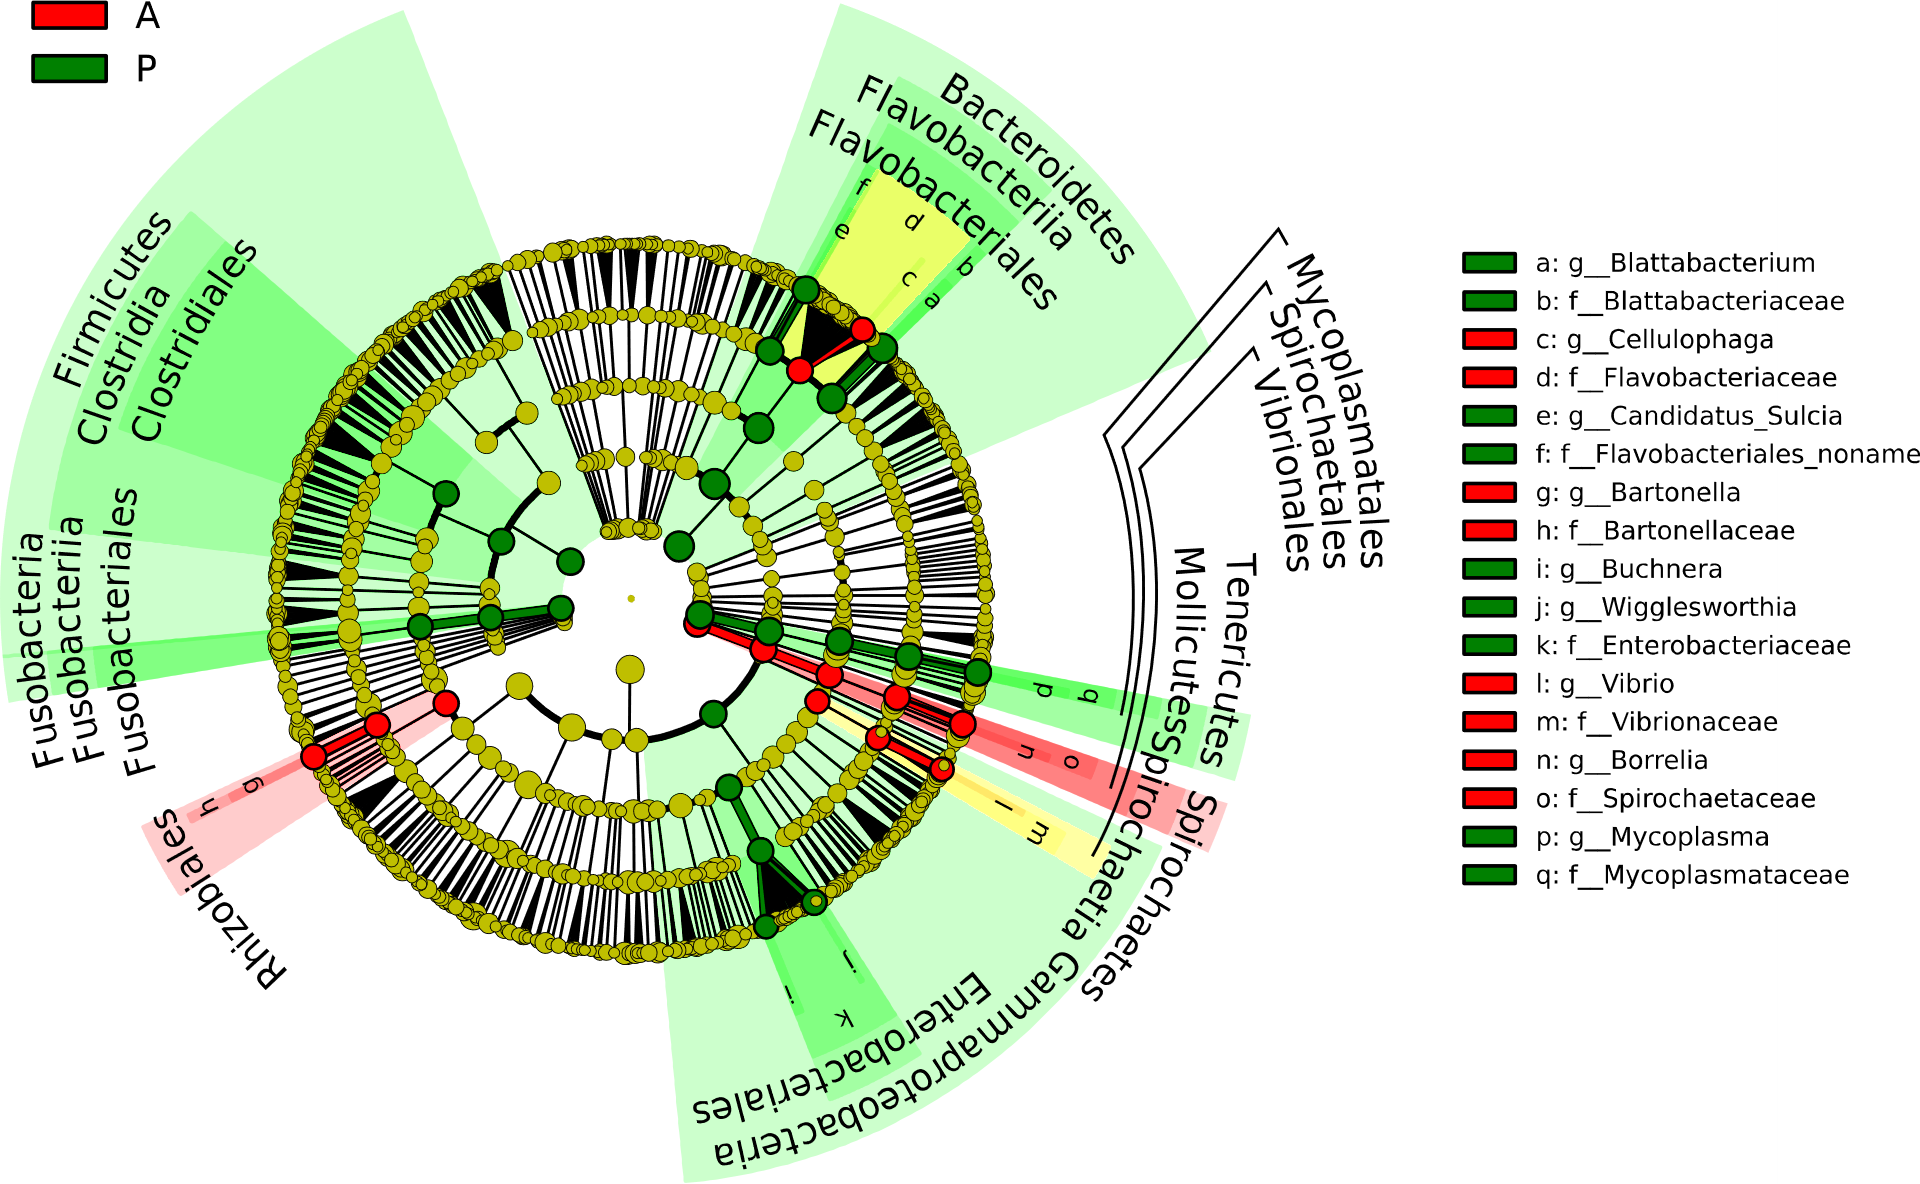 A
P
Bacteroidetes
Flavobacteriia
Flavobacteriales
f
d
e
c
b
a
Firmicutes
Clostridia
Clostridiales
Fusobacteria
Fusobacteriia
Fusobacteriales
Mycoplasmatales
Spirochaetales
Vibrionales
Tenericutes
Mollicutes
q
p
Spirochaetes
Spirochaetia
o
n
m
l
Gammaproteobacteria
Enterobacteriales
j
i
k
Rhizobiales
g
h
a: g__Blattabacterium
b: f__Blattabacteriaceae
c: g__Cellulophaga
d: f__Flavobacteriaceae
e: g__Candidatus_Sulcia
f: f__Flavobacteriales_noname
g: g__Bartonella
h: f__Bartonellaceae
i: g__Buchnera
j: g__Wigglesworthia
k: f__Enterobacteriaceae
l: g__Vibrio
m: f__Vibrionaceae
n: g__Borrelia
o: f__Spirochaetaceae
p: g__Mycoplasma
q: f__Mycoplasmataceae